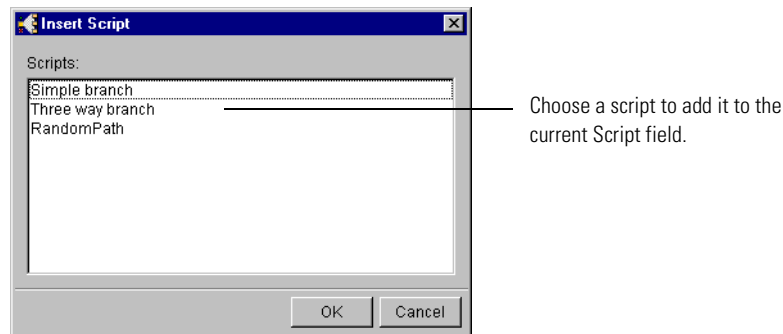 Insert Script
Scripts:
Simple branch
Three way branch
RandomPath
Choose a script to add it to the
current Script field.
OK
Cancel